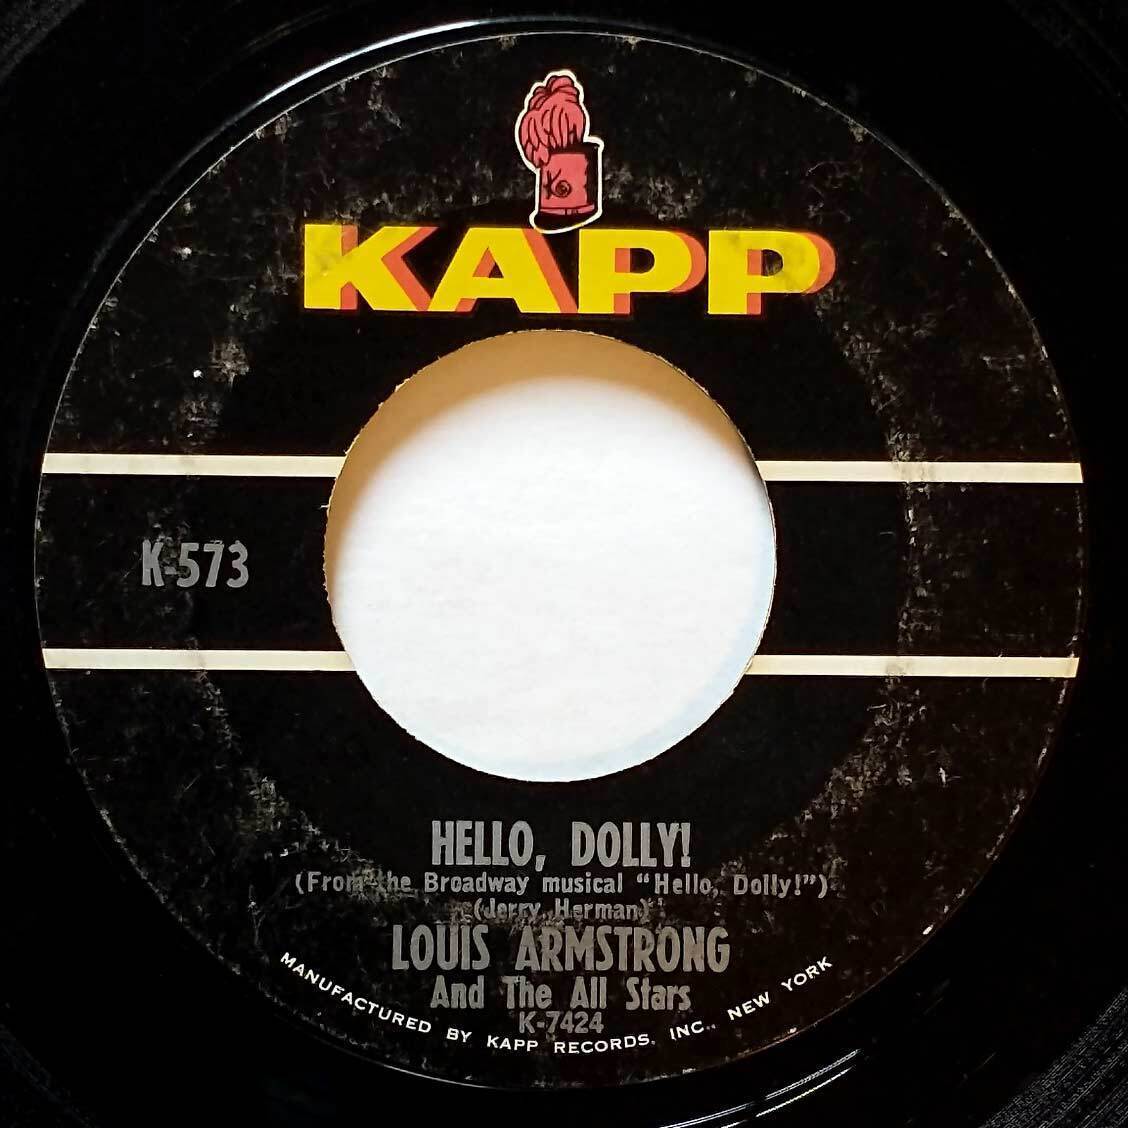 K
KAPP
K-573
HELLO, DOLLY!
(From the Broadway musical "Hello, Dolly!")
(Jerry Herman)
LOUIS ARMSTRONG
And The All Stars
K-7424
MANUFACTURED BY KAPP RECORDS, INC., NEW YORK